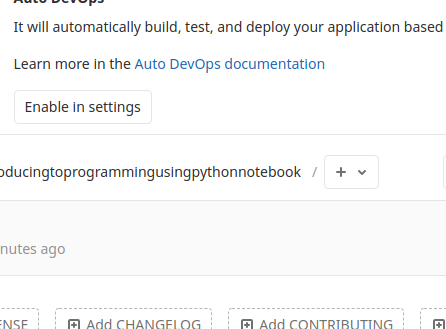 Auto DevOps
It will automatically build, test, and deploy your application based
Learn more in the Auto DevOps documentation
Enable in settings
oducingtoprogrammingusingpythonnotebook / +
nutes ago
ENSE Add CHANGELOG Add CONTRIBUTING